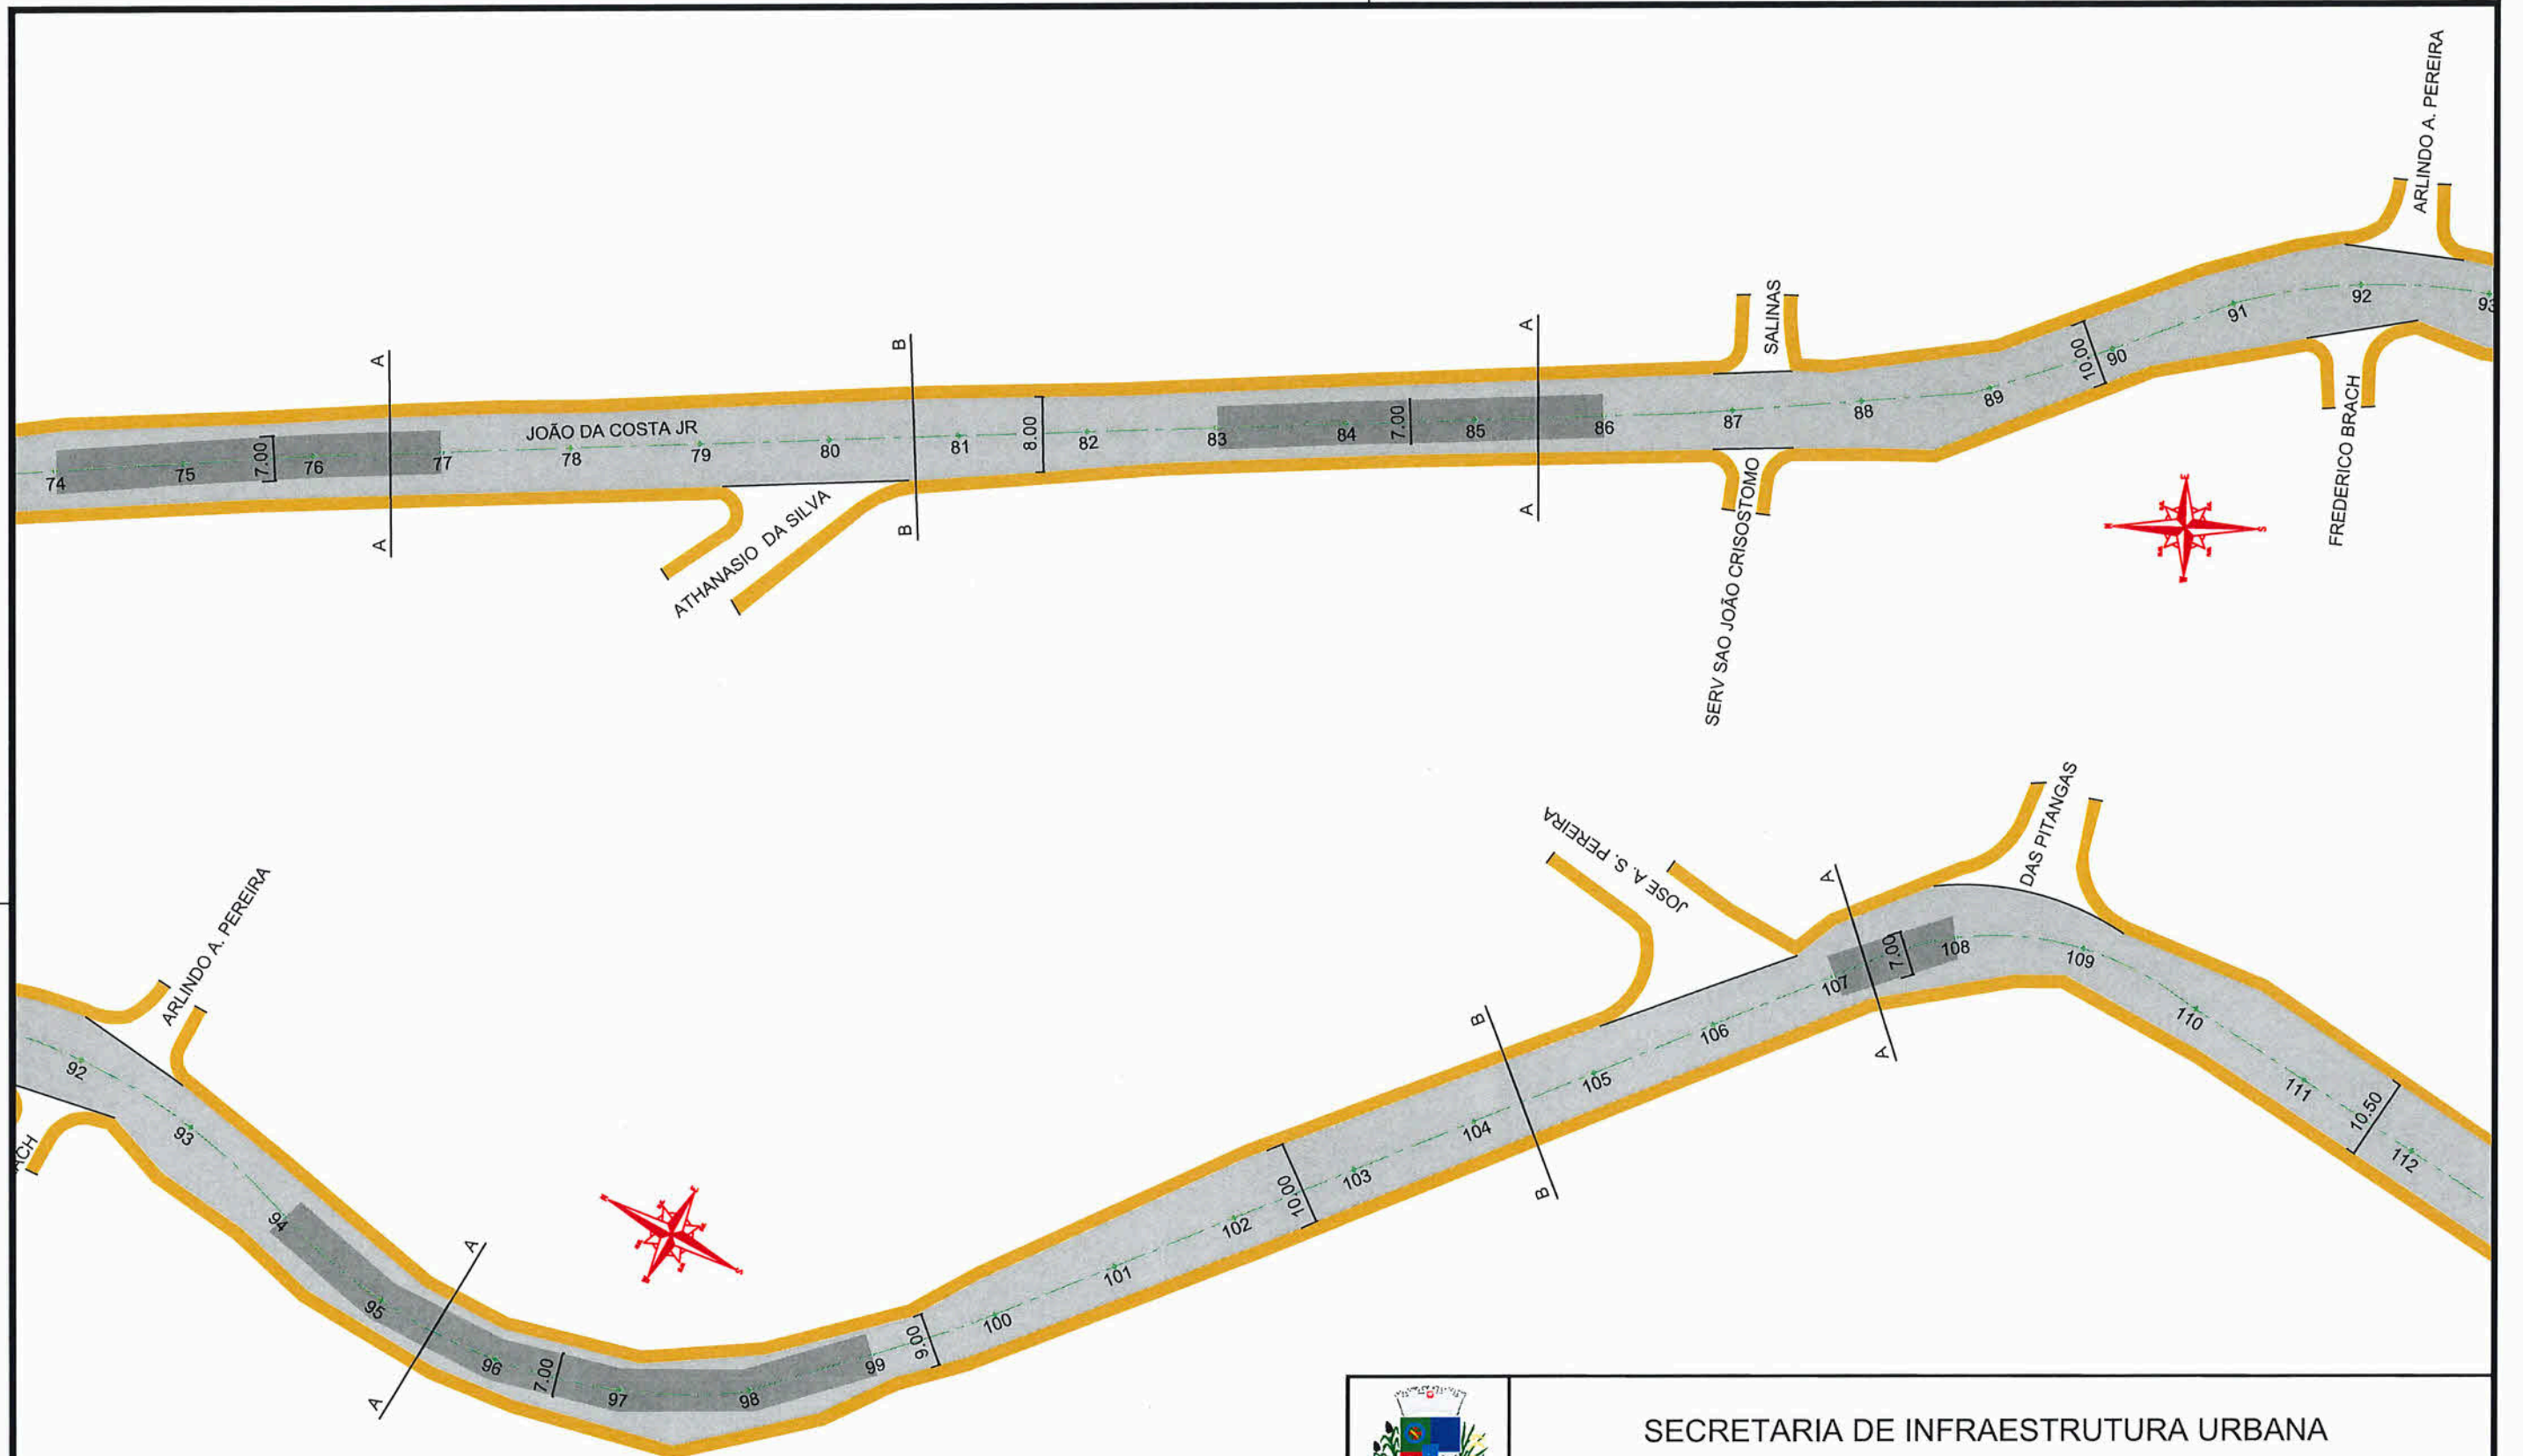 ARLINDO A. PEREIRA
SALINAS
A
B
A
JOÃO DA COSTA JR
74
75
7.00
76
77
78
79
80
81
8.00
82
83
84
7.00
85
86
87
88
89
10.00
90
91
92
93
A
B
A
ATHANASIO DA SILVA
SERV SAO JOÃO CRISOSTOMO
FREDERICO BRACH
ARLINDO A. PEREIRA
JOSE A. S. PEREIRA
DAS PITANGAS
92
93
ACH
94
A
95
A
96
7.00
97
98
99
9.00
100
101
102
10.00
103
104
B
B
105
106
107
A
7.00
A
108
109
110
111
10.50
112
SECRETARIA DE INFRAESTRUTURA URBANA